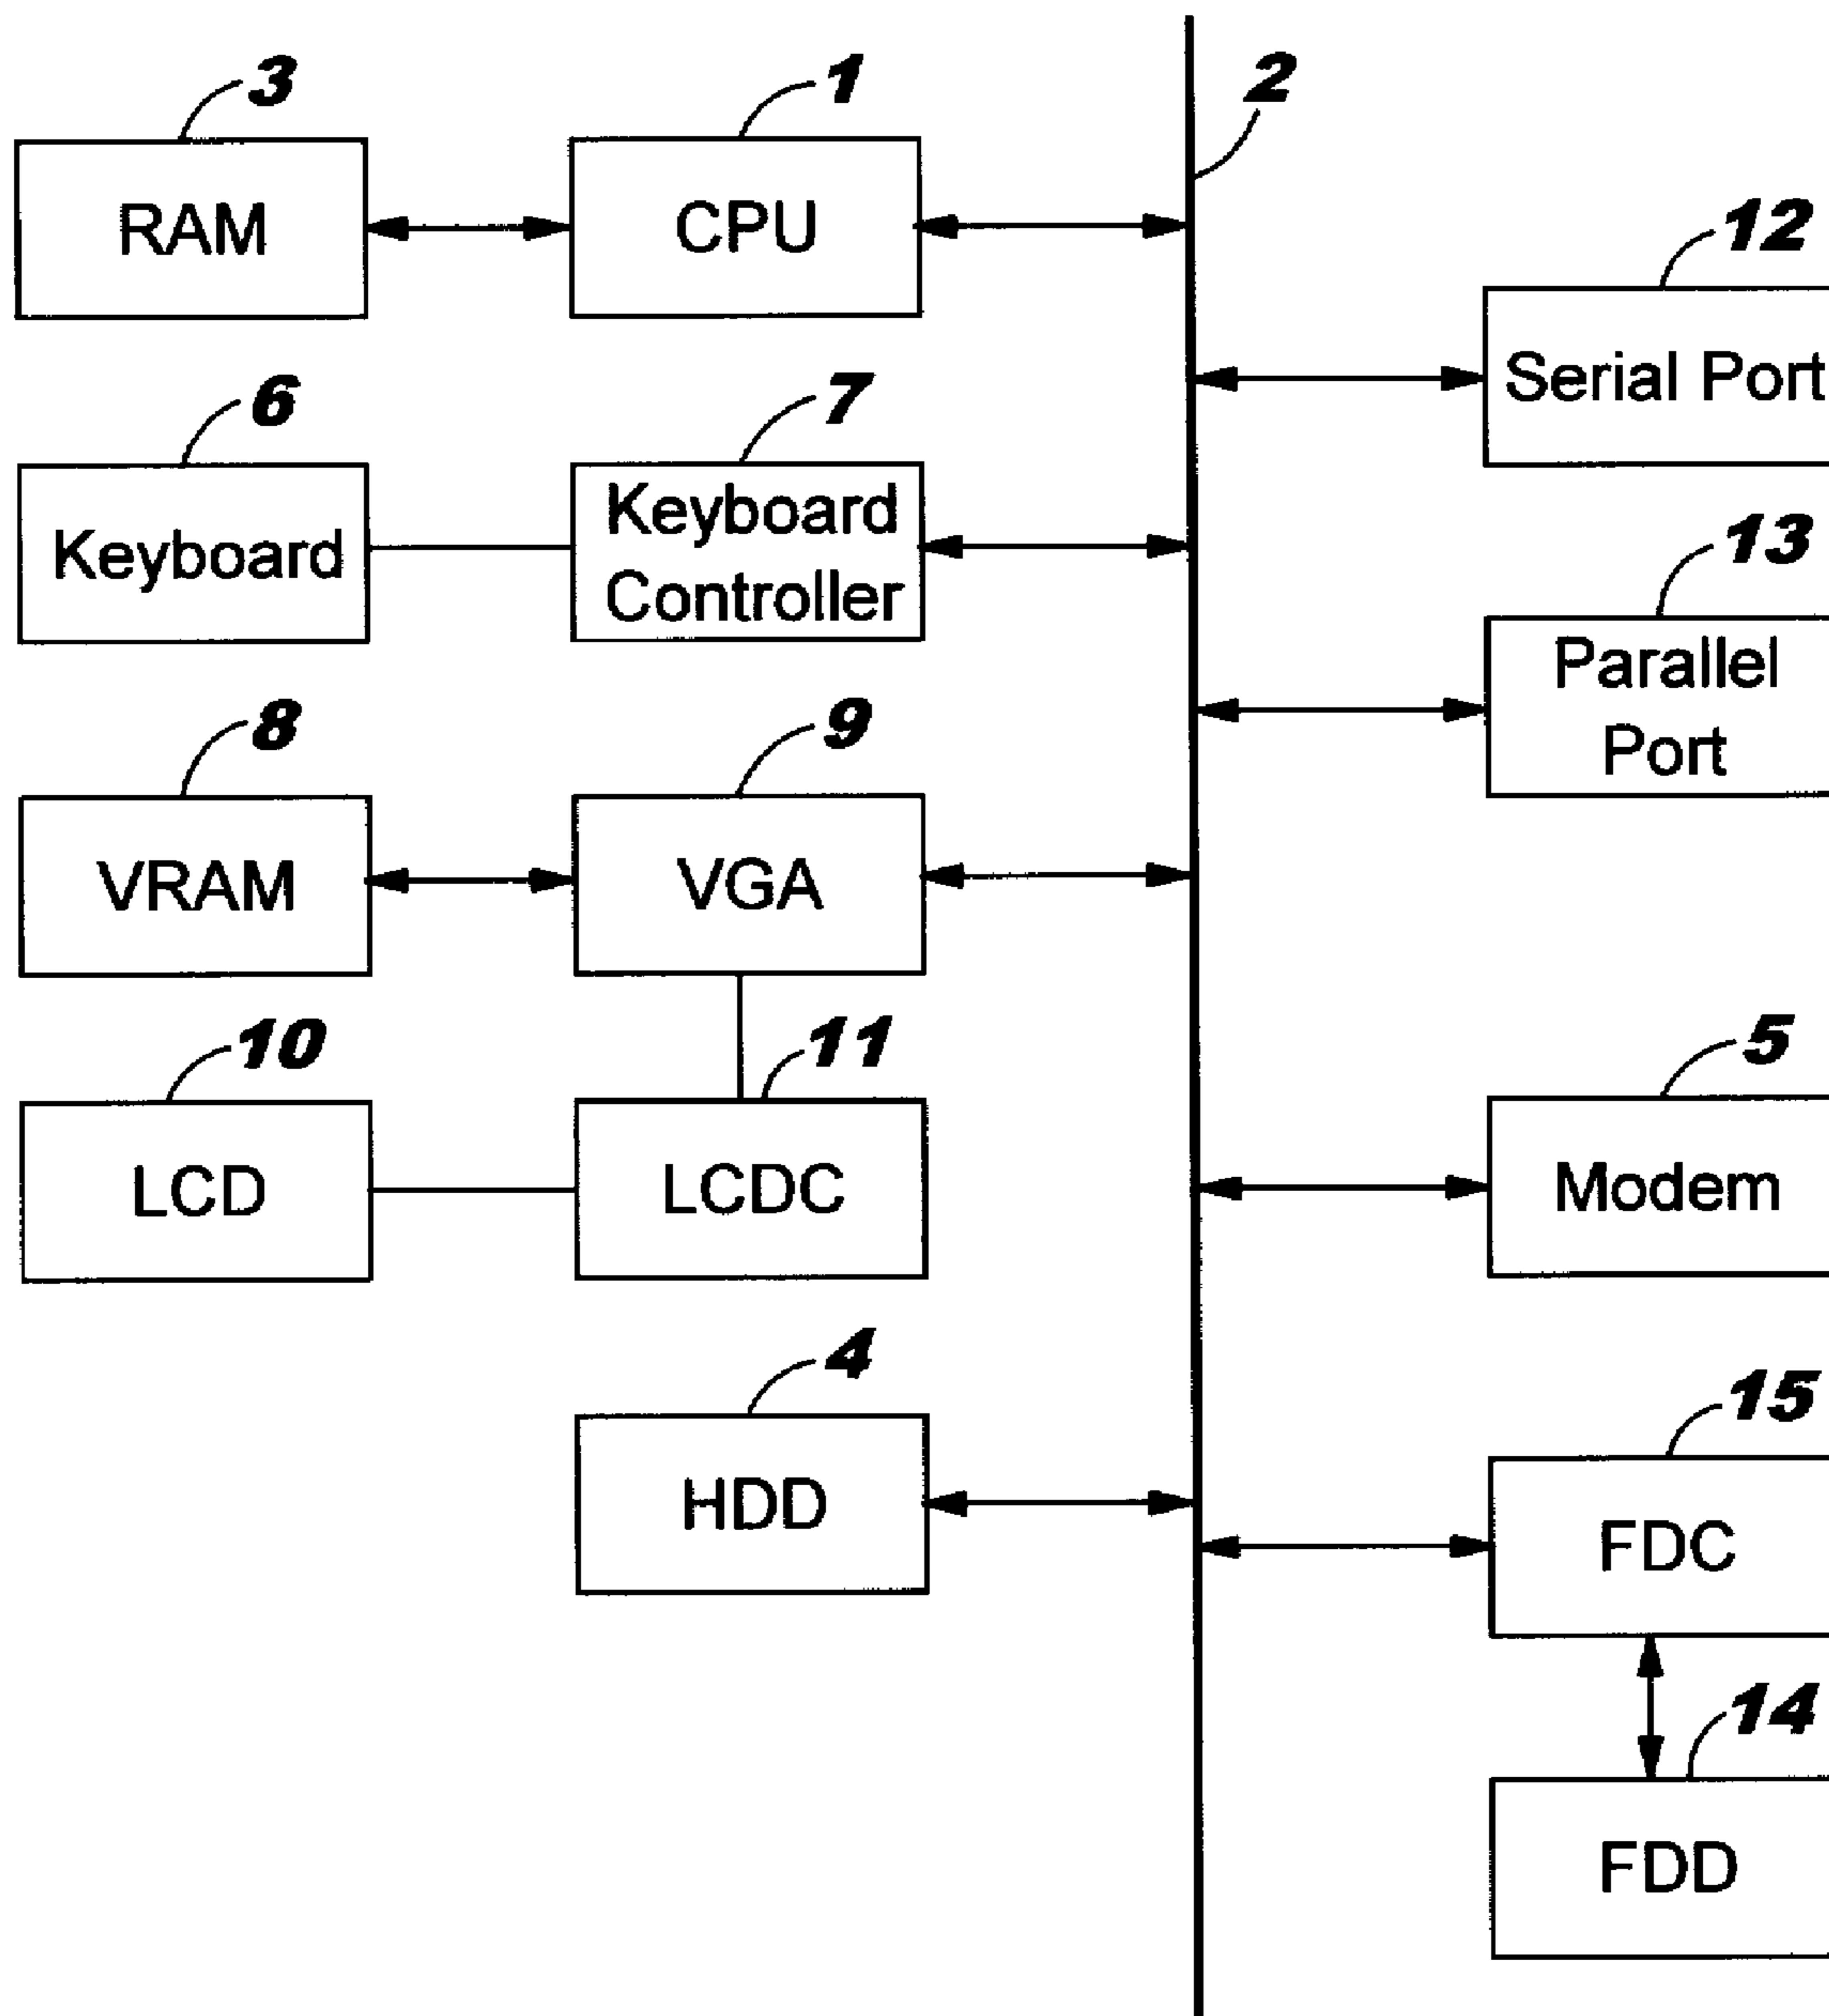 3
1
2
RAM
CPU
12
Serial Port
6
7
Keyboard
Keyboard
Controller
13
Parallel
Port
8
9
VRAM
VGA
10
11
5
LCD
LCDC
Modem
4
15
HDD
FDC
14
FDD